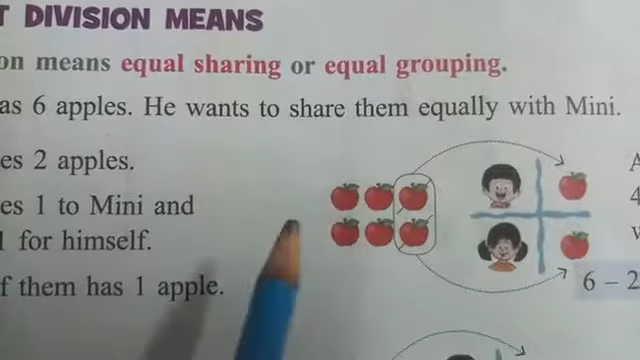 T DIVISION MEANS
on means equal sharing or equal grouping.
as 6 apples. He wants to share them equally with Mini.
es 2 apples.
es 1 to Mini and
l for himself.
f them has 1 apple.
A
4
6 – 2